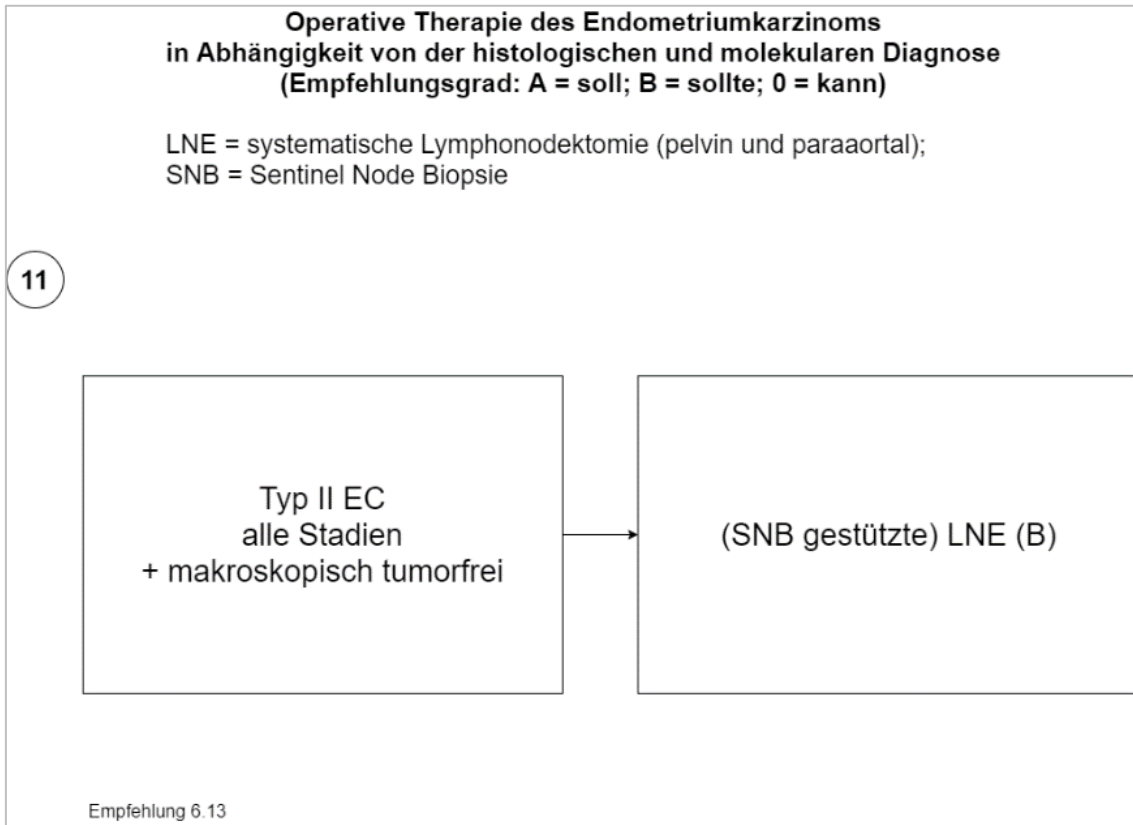 Operative Therapie des Endometriumkarzinoms
in Abhängigkeit von der histologischen und molekularen Diagnose
(Empfehlungsgrad: A = soll; B = sollte; 0 = kann)
LNE = systematische Lymphonodektomie (pelvin und paraaortal);
SNB = Sentinel Node Biopsie
11
Typ II EC
alle Stadien
+ makroskopisch tumorfrei
(SNB gestützte) LNE (B)
Empfehlung 6.13